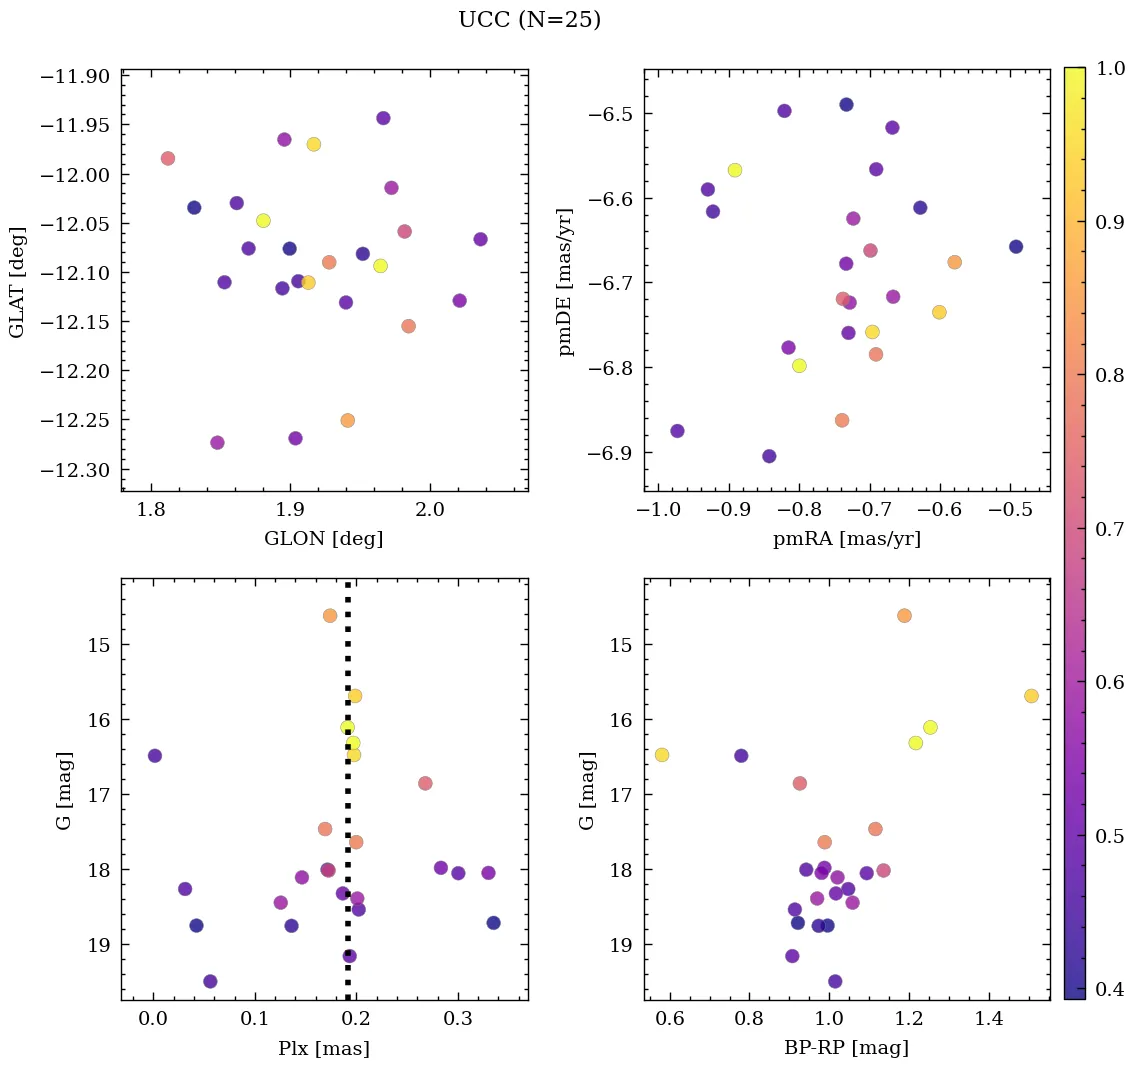 UCC (N=25)
−11.90
−11.95
−12.00
−12.05
−12.10
−12.15
−12.20
−12.25
−12.30
GLAT [deg]
1.8 1.9 2.0
GLON [deg]
−6.5
−6.6
−6.7
−6.8
−6.9
pmDE [mas/yr]
−1.0 −0.9 −0.8 −0.7 −0.6 −0.5
pmRA [mas/yr]
15
16
17
18
19
G [mag]
0.0 0.1 0.2 0.3
Plx [mas]
G [mag]
15
16
17
18
19
0.6 0.8 1.0 1.2 1.4
BP-RP [mag]
1.0
0.9
0.8
0.7
0.6
0.5
0.4